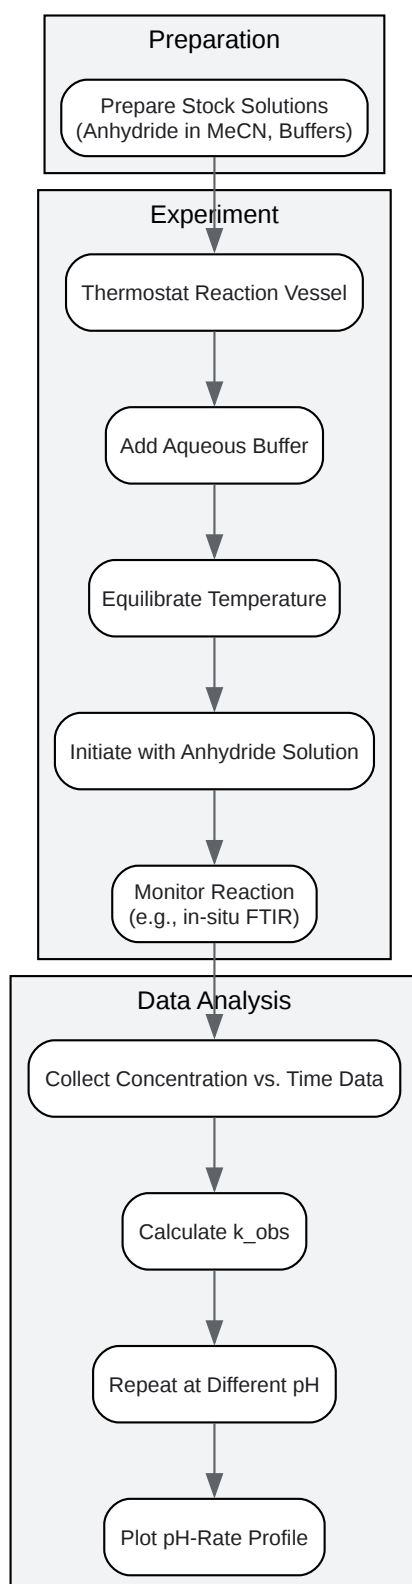 Preparation
Prepare Stock Solutions
(Anhydride in MeCN, Buffers)
Experiment
Thermostat Reaction Vessel
Add Aqueous Buffer
Equilibrate Temperature
Initiate with Anhydride Solution
Monitor Reaction
(e.g., in-situ FTIR)
Data Analysis
Collect Concentration vs. Time Data
Calculate k_obs
Repeat at Different pH
Plot pH-Rate Profile